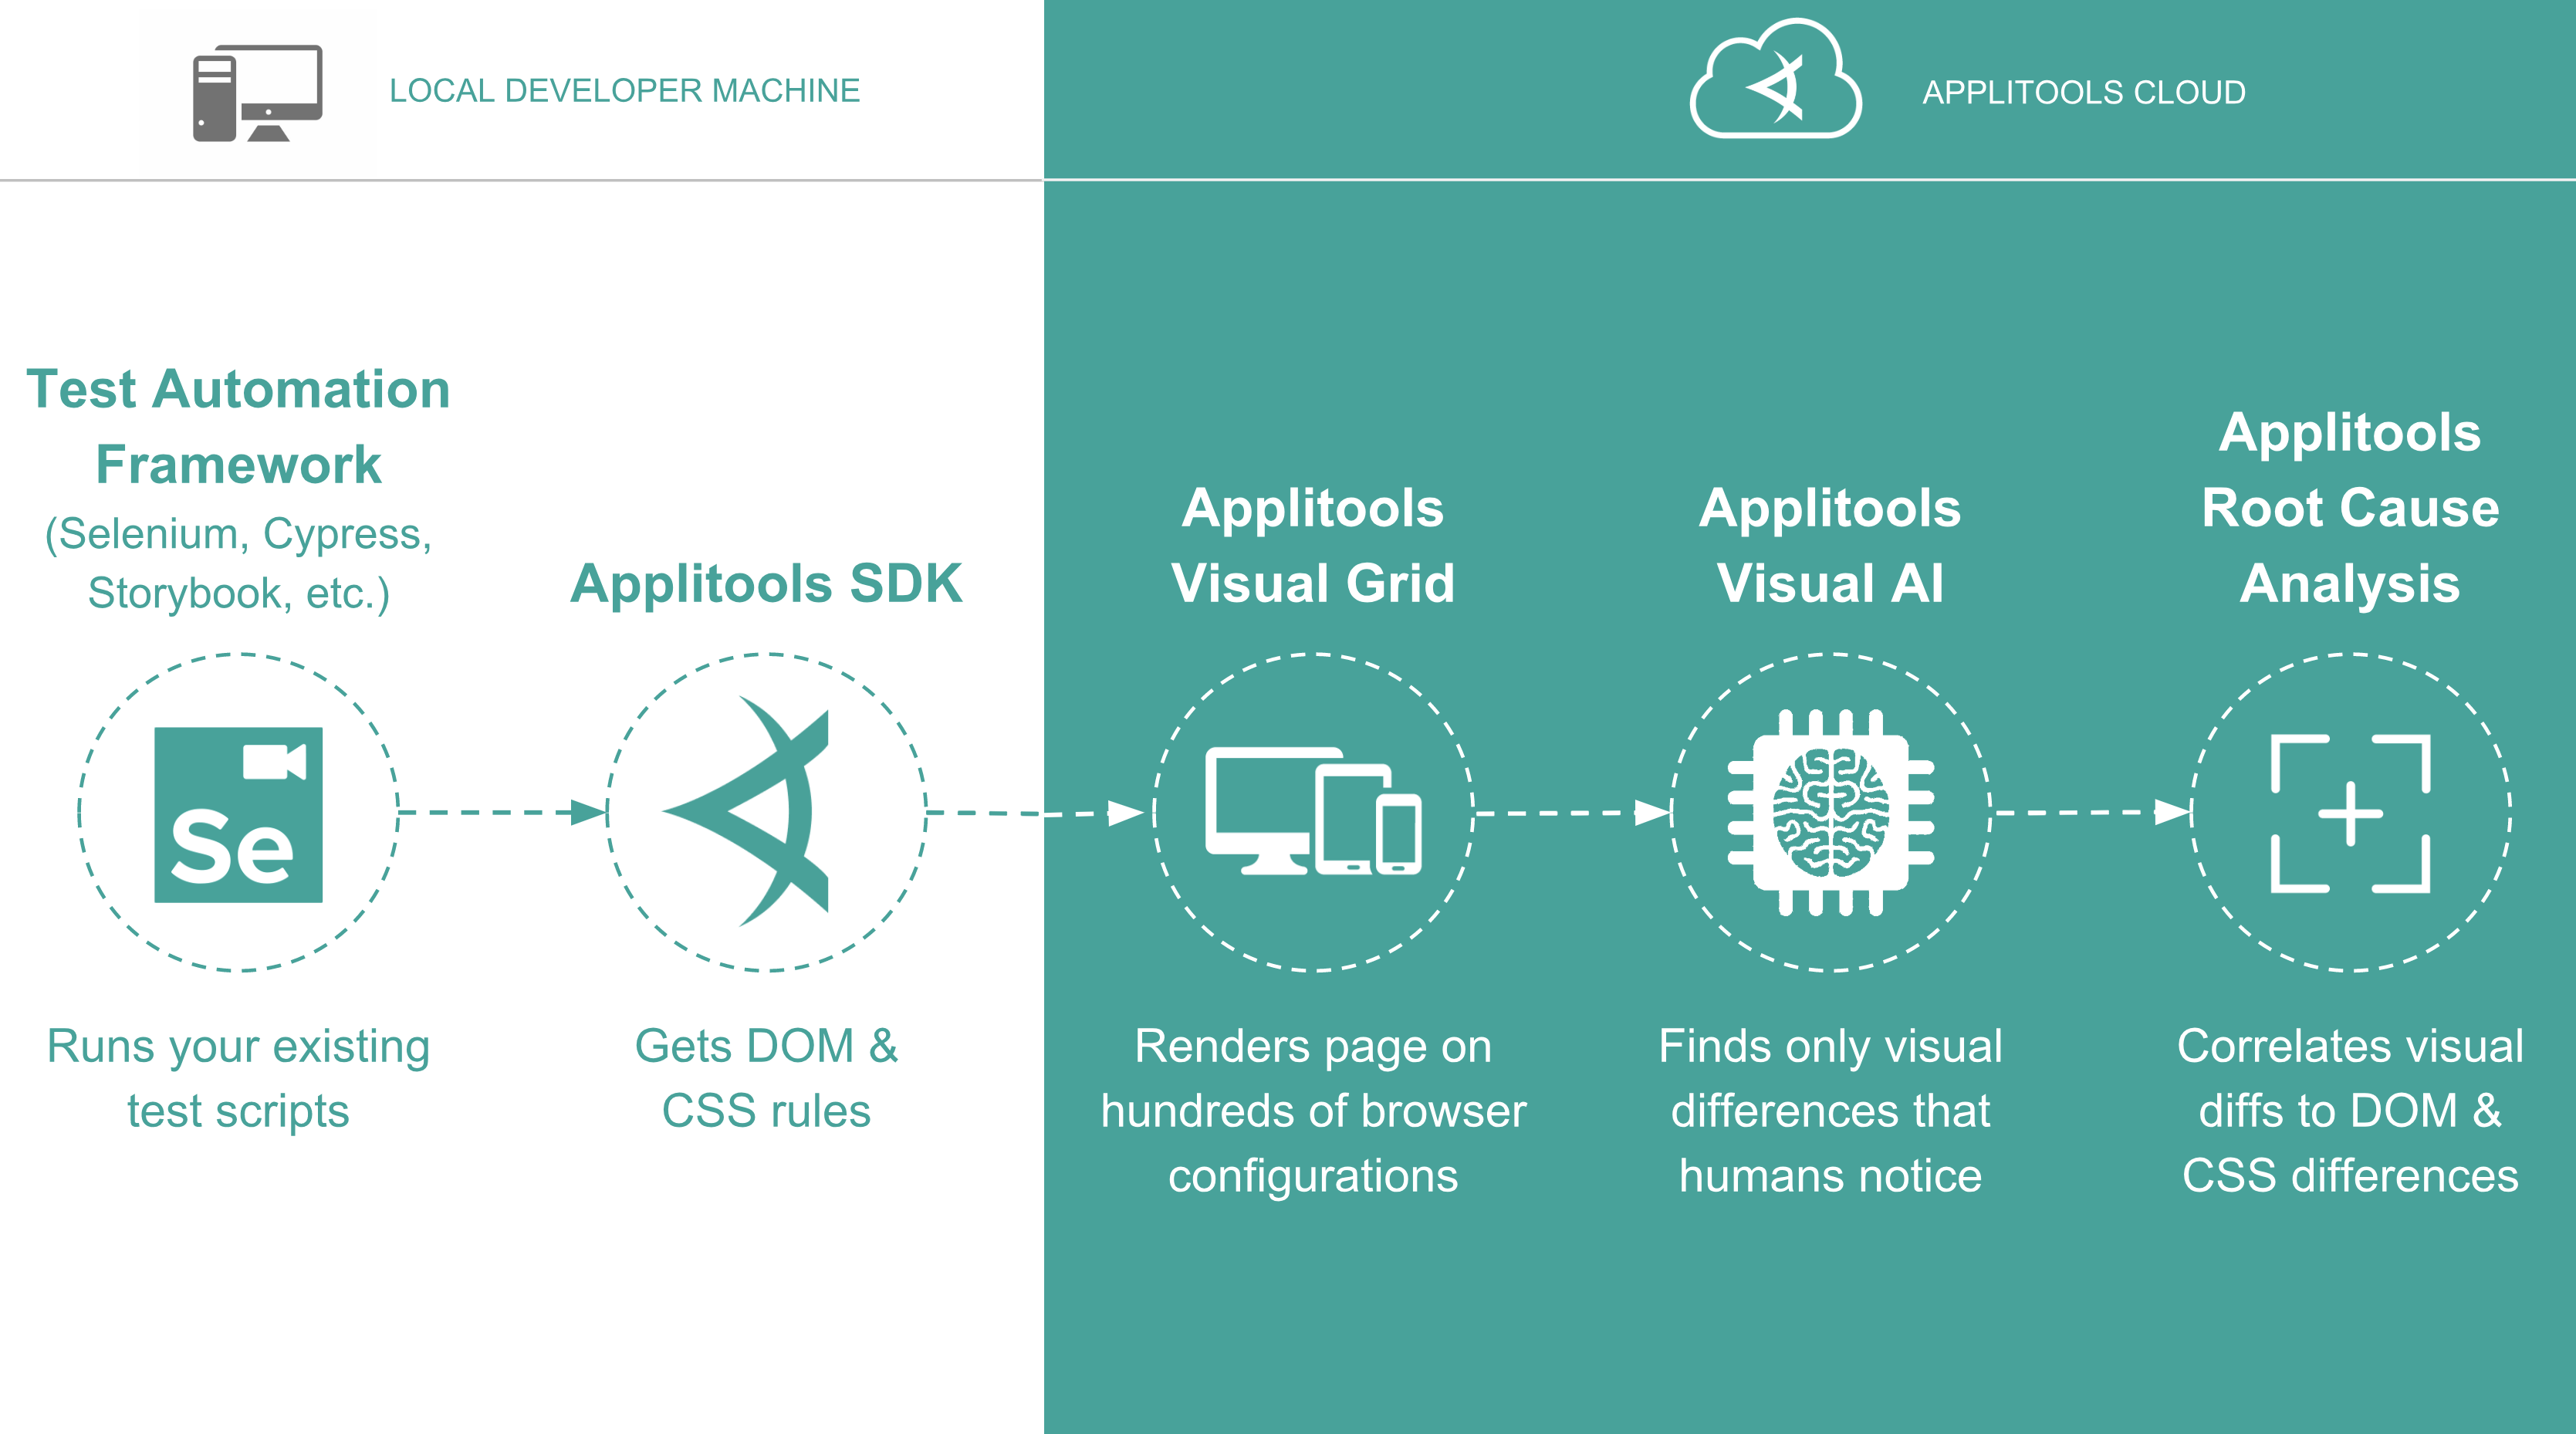 LOCAL DEVELOPER MACHINE
APPLITOOLS CLOUD
Test Automation
Framework
(Selenium, Cypress,
Storybook, etc.)
Se
Runs your existing
test scripts
Applitools SDK
Gets DOM &
CSS rules
Applitools
Visual Grid
Renders page on
hundreds of browser
configurations
Applitools
Visual AI
Finds only visual
differences that
humans notice
Applitools
Root Cause
Analysis
Correlates visual
diffs to DOM &
CSS differences